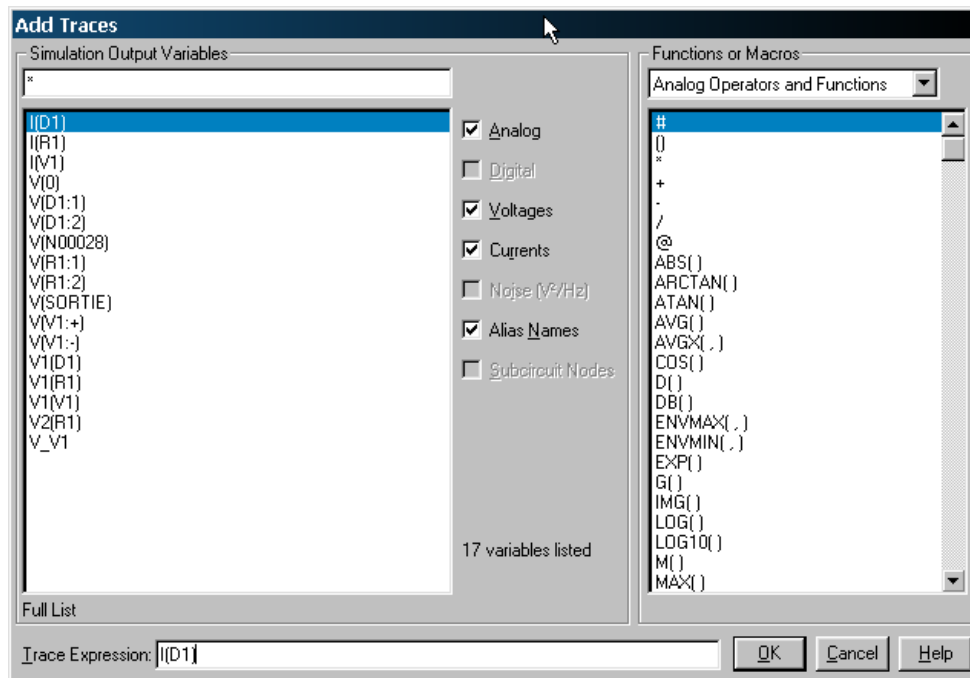 Add Traces
Simulation Output Variables
*
I(D1)
I(R1)
I(V1)
V(0)
V(D1:1)
V(D1:2)
V(N00028)
V(R1:1)
V(R1:2)
V(SORTIE)
V(V1:+)
V(V1:-)
V1(D1)
V1(R1)
V1(V1)
V2(R1)
V_V1
Full List
Analog
Digital
Voltages
Currents
Noise (V²/Hz)
Alias Names
Subcircuit Nodes
17 variables listed
Functions or Macros
Analog Operators and Functions
#
()
*
+
-
/
@
ABS( )
ARCTAN( )
ATAN( )
AVG( )
AVGX( , )
COS( )
D( )
DB( )
ENVMAX( , )
ENVMIN( , )
EXP( )
G( )
IMG( )
LOG( )
LOG10( )
M( )
MAX( )
Trace Expression: I(D1)
OK Cancel Help